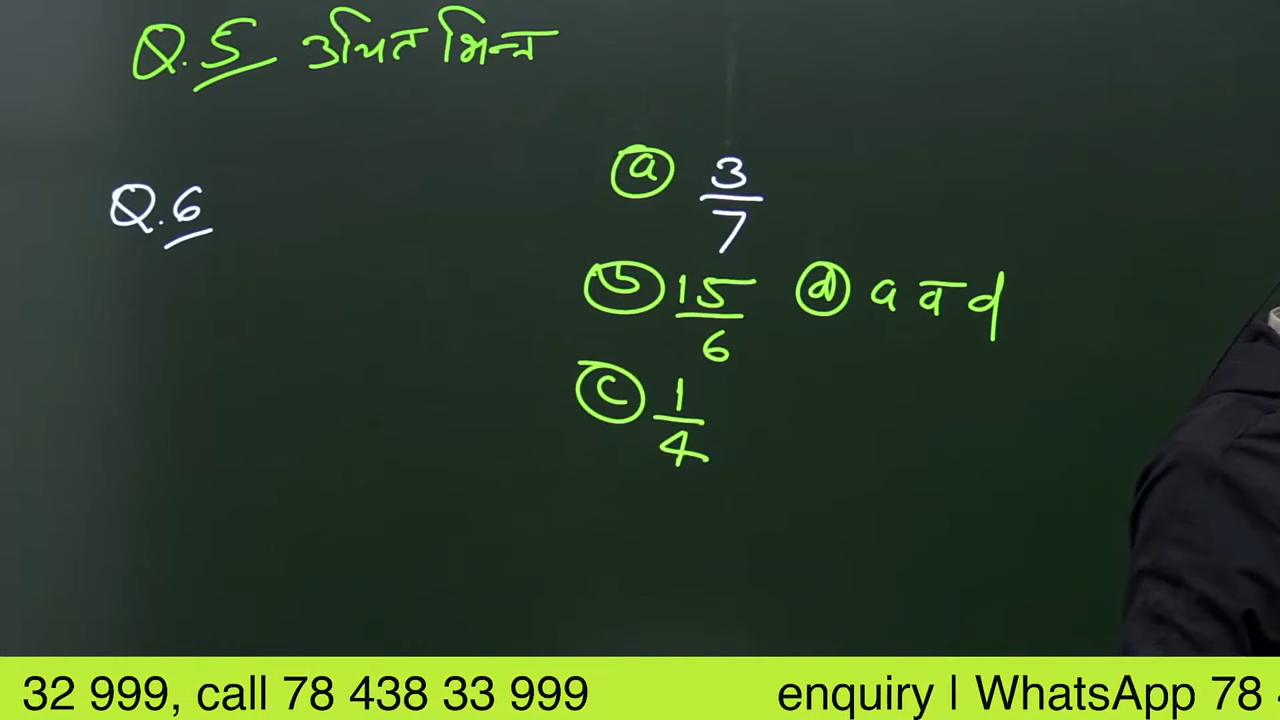 Q.5 उचित भिन्न
Q.6
(a) 3/7
(b) 15/6 (d) a व d
(c) 1/4
32 999, call 78 438 33 999 enquiry | WhatsApp 78